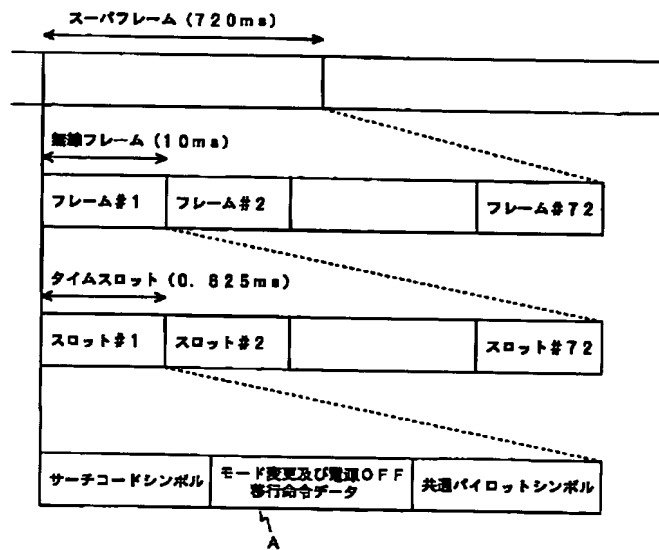 スーパフレーム (720ms)
無線フレーム (10ms)
フレーム#1
フレーム#2
フレーム#72
タイムスロット (0. 625ms)
スロット#1
スロット#2
スロット#72
サーチコードシンボル
モード変更及び電源OFF
移行命令データ
共通パイロットシンボル
A